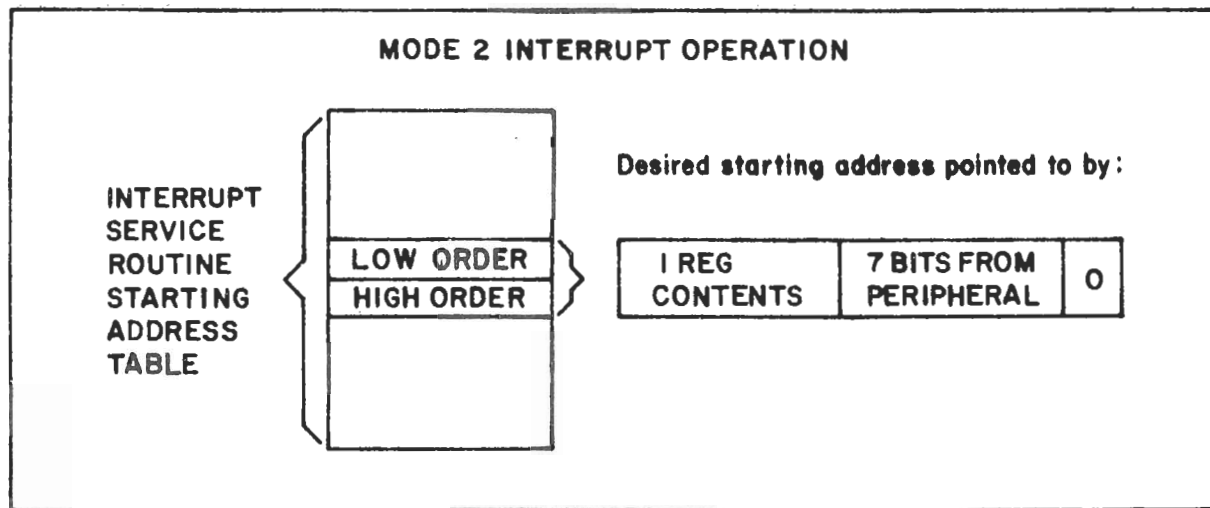 MODE 2 INTERRUPT OPERATION
INTERRUPT
SERVICE
ROUTINE
STARTING
ADDRESS
TABLE
LOW ORDER
HIGH ORDER
Desired starting address pointed to by:
I REG
CONTENTS
7 BITS FROM
PERIPHERAL
0